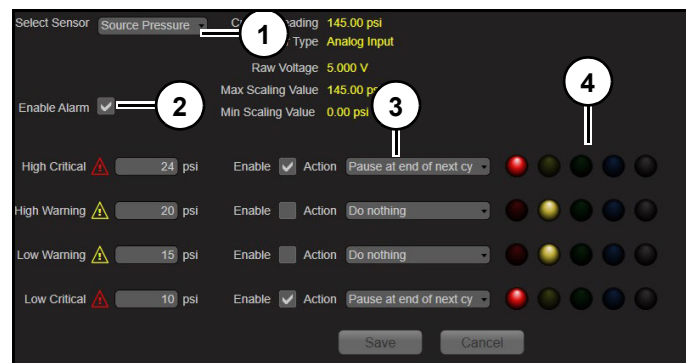 Select Sensor Source Pressure
ading 145.00 psi
Type Analog Input
Raw Voltage 5.000 V
Max Scaling Value 145.00 ps
Enable Alarm
Min Scaling Value 0.00 psi
1
2
3
4
High Critical 24 psi Enable Action Pause at end of next cy
High Warning 20 psi Enable Action Do nothing
Low Warning 15 psi Enable Action Do nothing
Low Critical 10 psi Enable Action Pause at end of next cy
Save Cancel